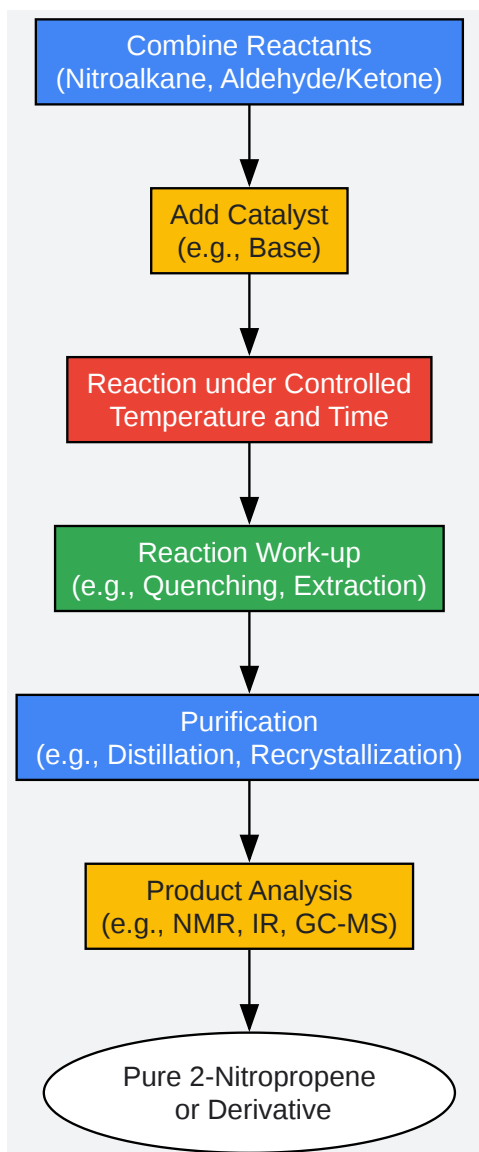 Combine Reactants
(Nitroalkane, Aldehyde/Ketone)
Add Catalyst
(e.g., Base)
Reaction under Controlled
Temperature and Time
Reaction Work-up
(e.g., Quenching, Extraction)
Purification
(e.g., Distillation, Recrystallization)
Product Analysis
(e.g., NMR, IR, GC-MS)
Pure 2-Nitropropene
or Derivative